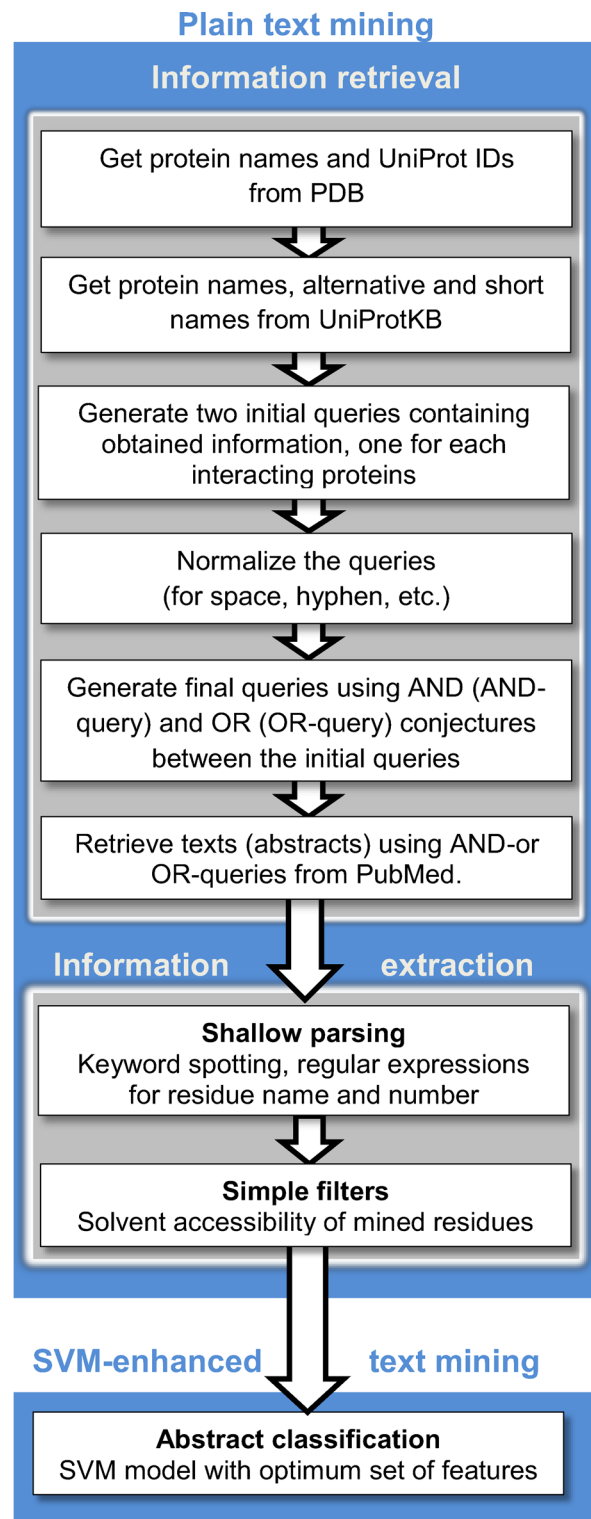 Plain text mining
Information retrieval
Get protein names and UniProt IDs
from PDB
Get protein names, alternative and short
names from UniProtKB
Generate two initial queries containing
obtained information, one for each
interacting proteins
Normalize the queries
(for space, hyphen, etc.)
Generate final queries using AND (AND-
query) and OR (OR-query) conjectures
between the initial queries
Retrieve texts (abstracts) using AND-or
OR-queries from PubMed.
Information extraction
Shallow parsing
Keyword spotting, regular expressions
for residue name and number
Simple filters
Solvent accessibility of mined residues
SVM-enhanced text mining
Abstract classification
SVM model with optimum set of features